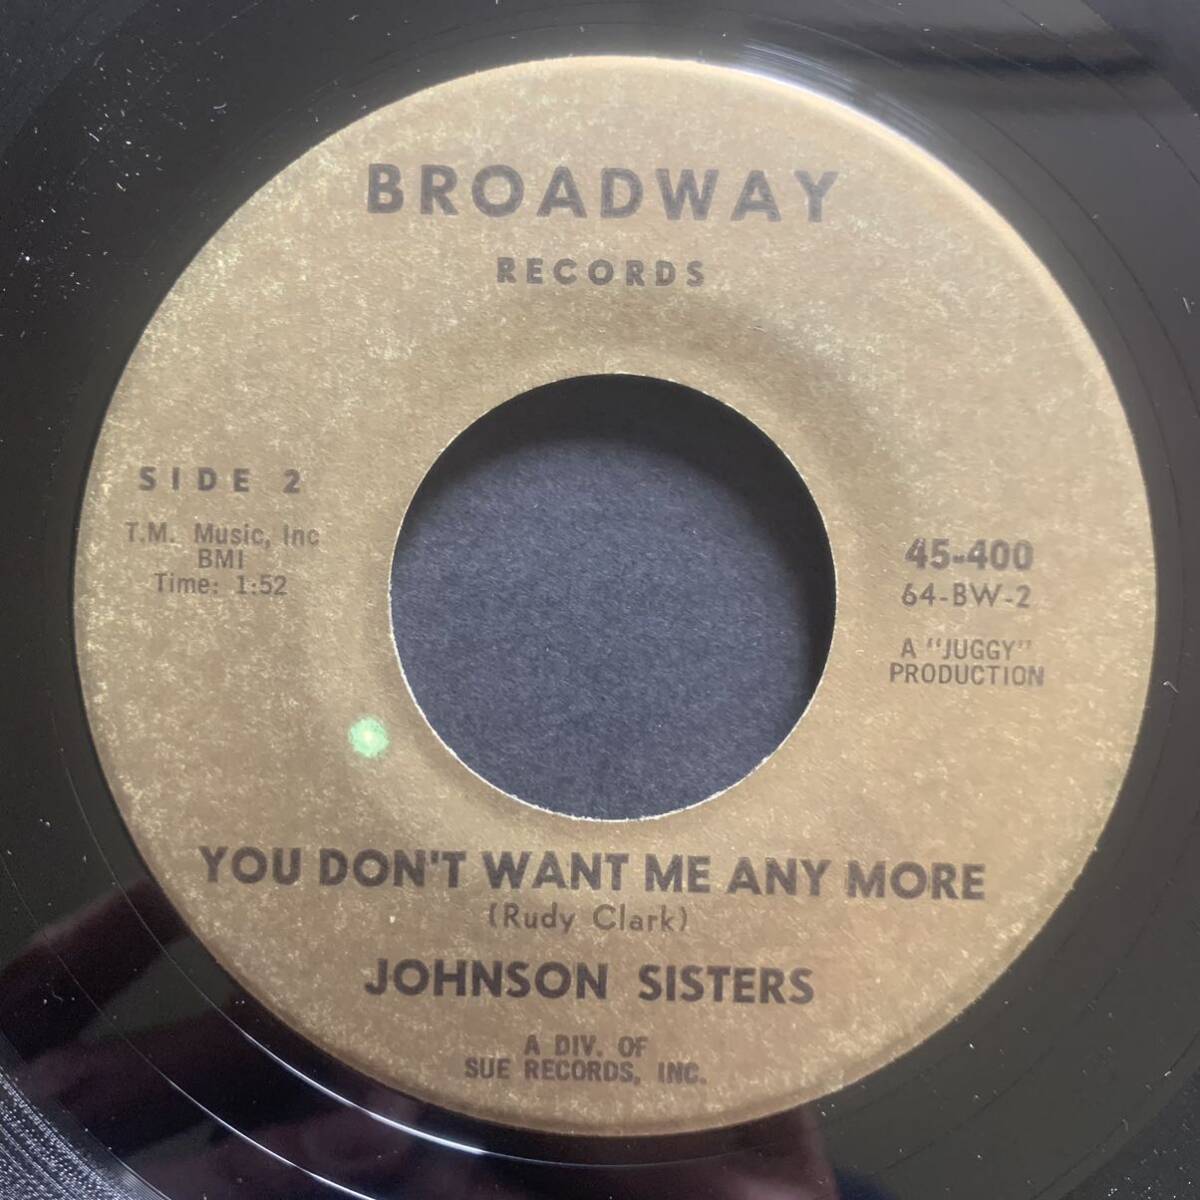 BROADWAY
RECORDS
SIDE 2
T.M. Music, Inc
BMI
Time: 1:52
45-400
64-BW-2
A "JUGGY"
PRODUCTION
YOU DON'T WANT ME ANY MORE
(Rudy Clark)
JOHNSON SISTERS
A DIV. OF
SUE RECORDS, INC.